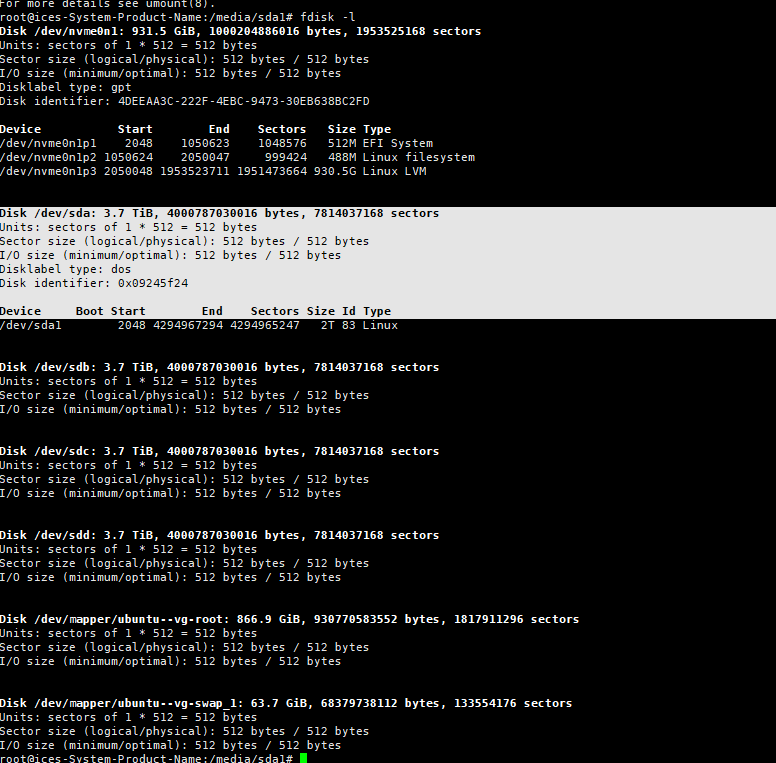 For more details see umount(8).
root@ices-System-Product-Name:/media/sda1# fdisk -l
Disk /dev/nvme0n1: 931.5 GiB, 1000204886016 bytes, 1953525168 sectors
Units: sectors of 1 * 512 = 512 bytes
Sector size (logical/physical): 512 bytes / 512 bytes
I/O size (minimum/optimal): 512 bytes / 512 bytes
Disklabel type: gpt
Disk identifier: 4DEEAA3C-222F-4EBC-9473-30EB638BC2FD
Device Start End Sectors Size Type
/dev/nvme0n1p1 2048 1050623 1048576 512M EFI System
/dev/nvme0n1p2 1050624 2050047 999424 488M Linux filesystem
/dev/nvme0n1p3 2050048 1953523711 1951473664 930.5G Linux LVM
Disk /dev/sda: 3.7 TiB, 4000787030016 bytes, 7814037168 sectors
Units: sectors of 1 * 512 = 512 bytes
Sector size (logical/physical): 512 bytes / 512 bytes
I/O size (minimum/optimal): 512 bytes / 512 bytes
Disklabel type: dos
Disk identifier: 0x09245f24
Device Boot Start End Sectors Size Id Type
/dev/sda1 2048 4294967294 4294965247 2T 83 Linux
Disk /dev/sdb: 3.7 TiB, 4000787030016 bytes, 7814037168 sectors
Units: sectors of 1 * 512 = 512 bytes
Sector size (logical/physical): 512 bytes / 512 bytes
I/O size (minimum/optimal): 512 bytes / 512 bytes
Disk /dev/sdc: 3.7 TiB, 4000787030016 bytes, 7814037168 sectors
Units: sectors of 1 * 512 = 512 bytes
Sector size (logical/physical): 512 bytes / 512 bytes
I/O size (minimum/optimal): 512 bytes / 512 bytes
Disk /dev/sdd: 3.7 TiB, 4000787030016 bytes, 7814037168 sectors
Units: sectors of 1 * 512 = 512 bytes
Sector size (logical/physical): 512 bytes / 512 bytes
I/O size (minimum/optimal): 512 bytes / 512 bytes
Disk /dev/mapper/ubuntu--vg-root: 866.9 GiB, 930770583552 bytes, 1817911296 sectors
Units: sectors of 1 * 512 = 512 bytes
Sector size (logical/physical): 512 bytes / 512 bytes
I/O size (minimum/optimal): 512 bytes / 512 bytes
Disk /dev/mapper/ubuntu--vg-swap_1: 63.7 GiB, 68379738112 bytes, 133554176 sectors
Units: sectors of 1 * 512 = 512 bytes
Sector size (logical/physical): 512 bytes / 512 bytes
I/O size (minimum/optimal): 512 bytes / 512 bytes
root@ices-System-Product-Name:/media/sda1#